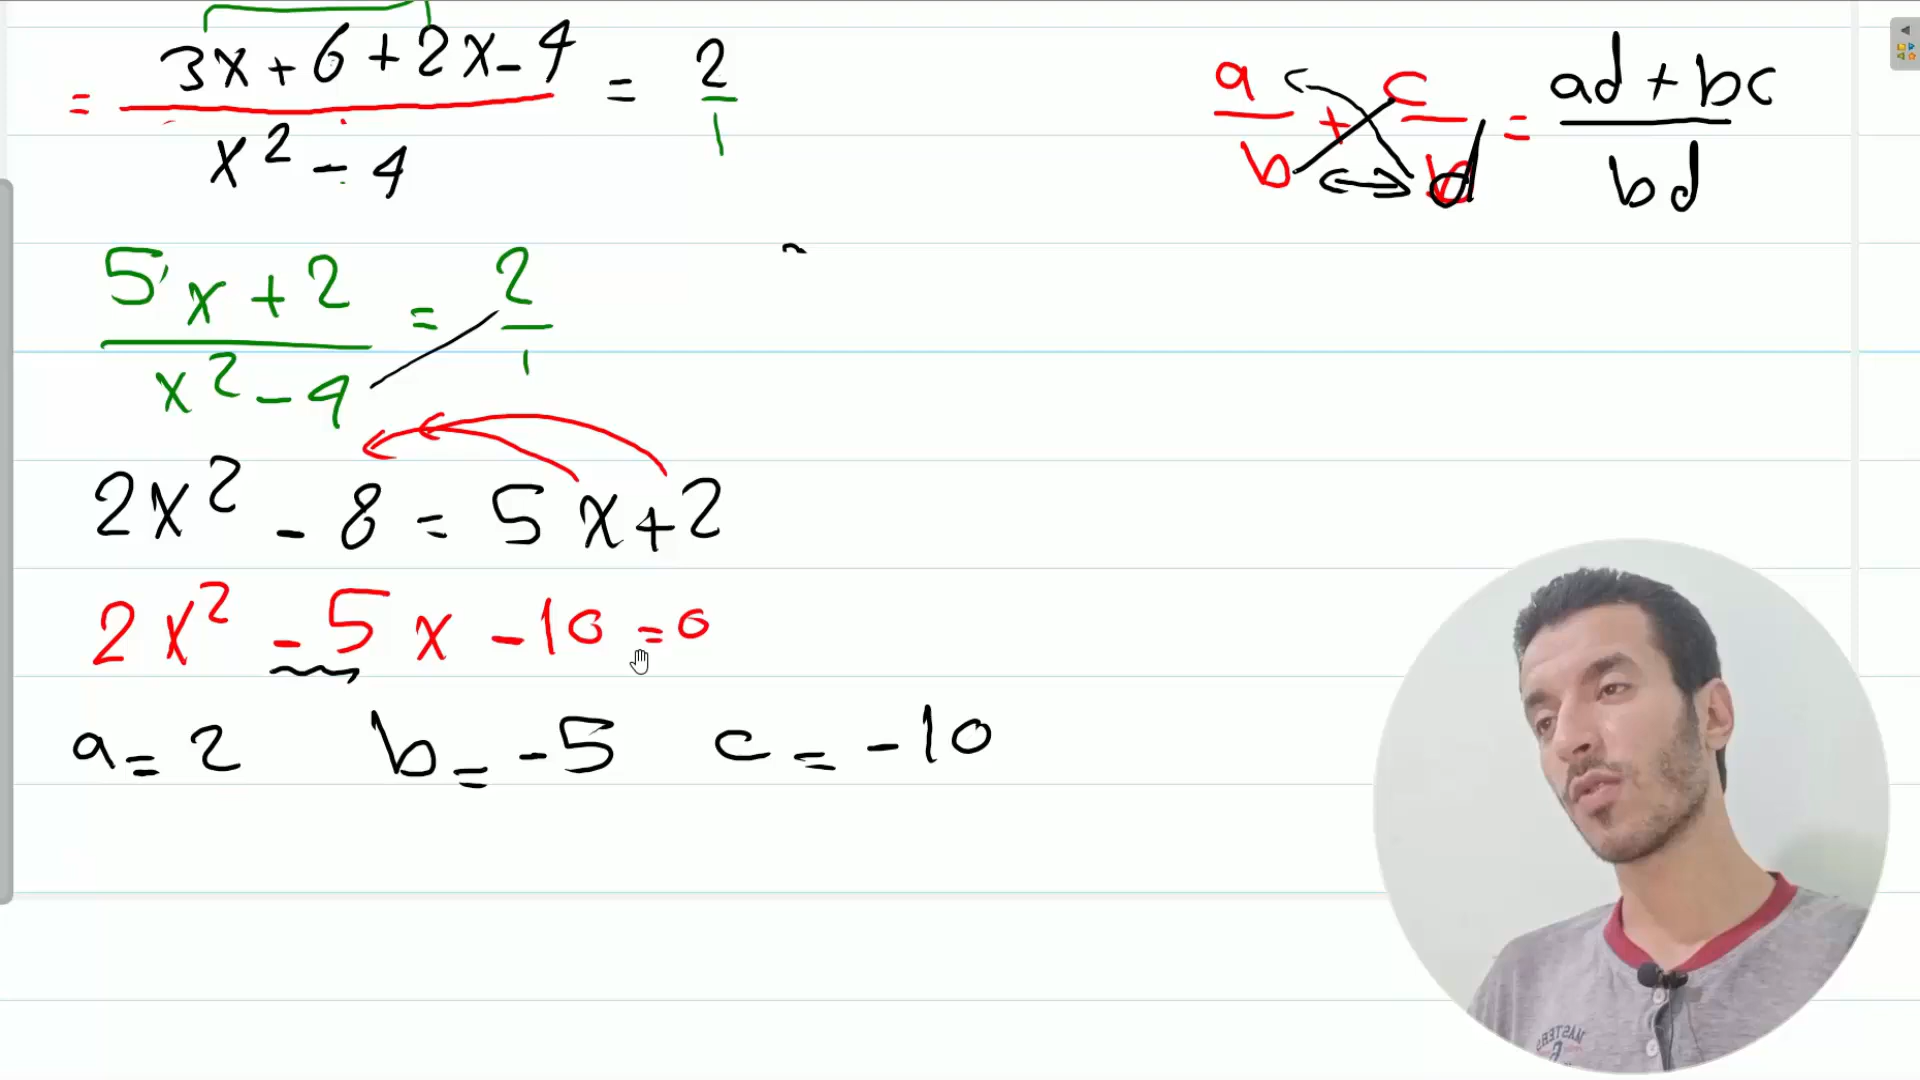 = 3x + 6 + 2x - 4 / x² - 4 = 2 / 1
a / b + c / d = ad + bc / bd
5x + 2 / x² - 4 = 2 / 1
2x² - 8 = 5x + 2
2x² - 5x - 10 = 0
a = 2 b = -5 c = -10